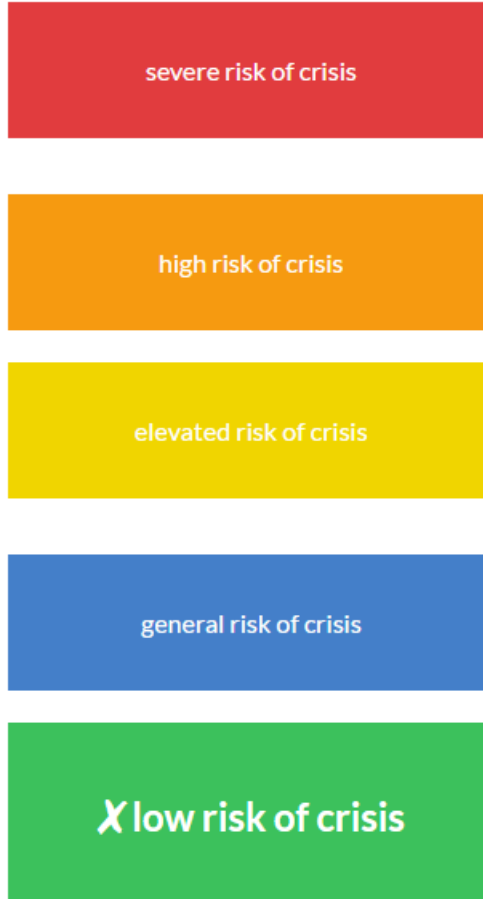 severe risk of crisis
high risk of crisis
elevated risk of crisis
general risk of crisis
✗ low risk of crisis